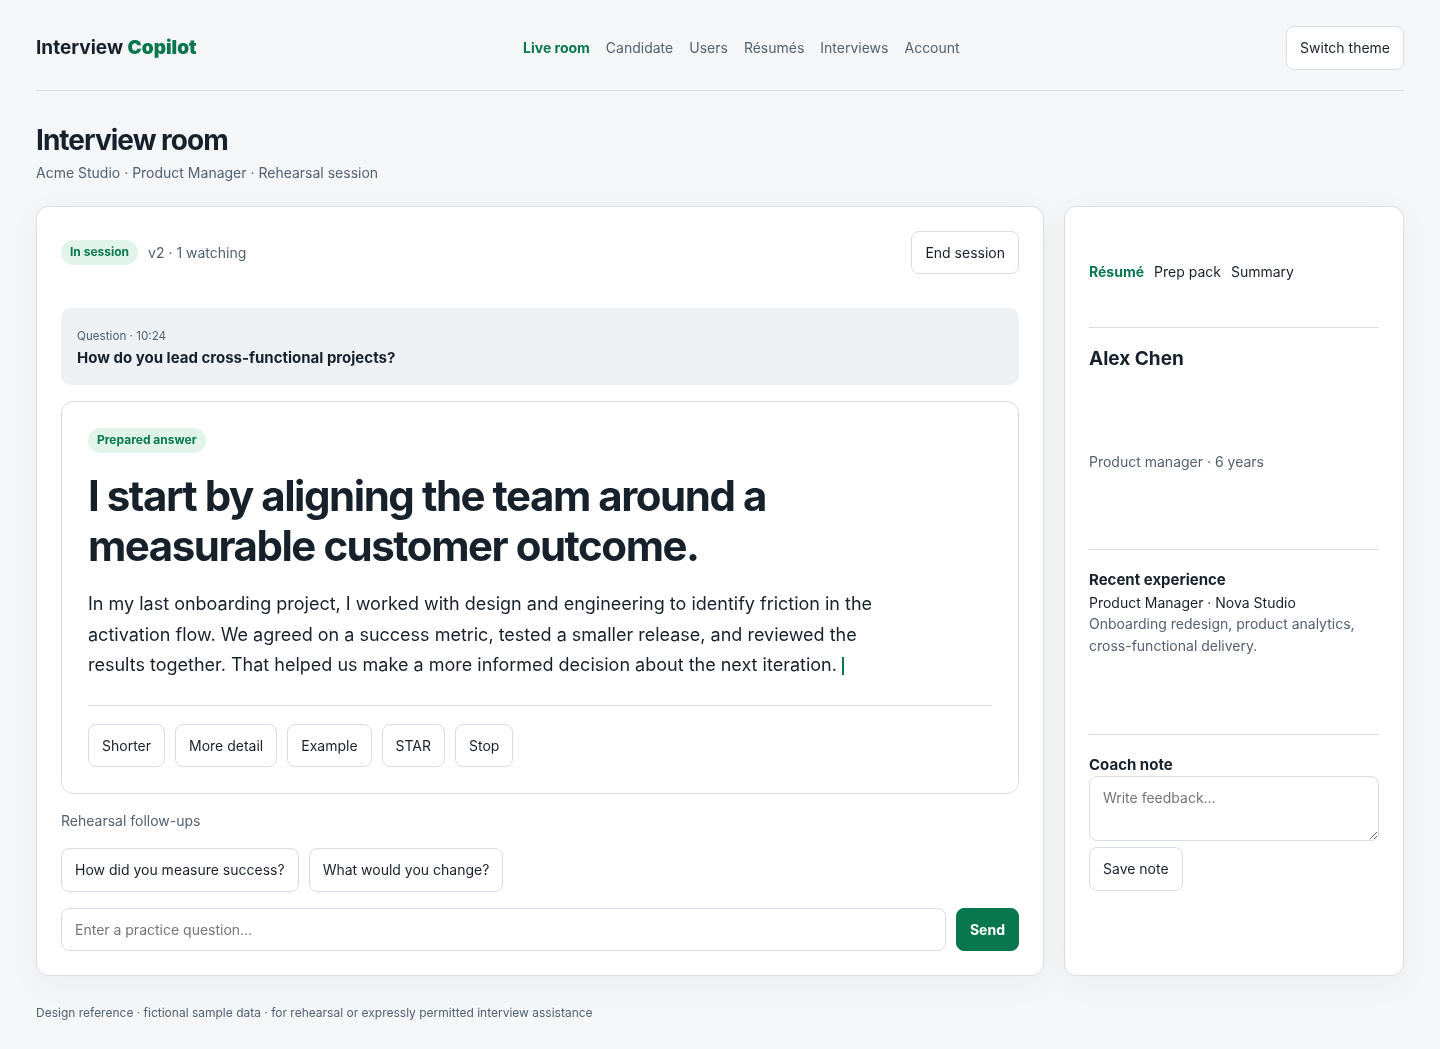 Interview Copilot
Live room Candidate Users Résumés Interviews Account
Switch theme
Interview room
Acme Studio · Product Manager · Rehearsal session
In session v2 · 1 watching
End session
Question · 10:24
How do you lead cross-functional projects?
Prepared answer
I start by aligning the team around a
measurable customer outcome.
In my last onboarding project, I worked with design and engineering to identify friction in the
activation flow. We agreed on a success metric, tested a smaller release, and reviewed the
results together. That helped us make a more informed decision about the next iteration.
Shorter More detail Example STAR Stop
Rehearsal follow-ups
How did you measure success? What would you change?
Enter a practice question...
Send
Résumé Prep pack Summary
Alex Chen
Product manager · 6 years
Recent experience
Product Manager · Nova Studio
Onboarding redesign, product analytics,
cross-functional delivery.
Coach note
Write feedback...
Save note
Design reference · fictional sample data · for rehearsal or expressly permitted interview assistance